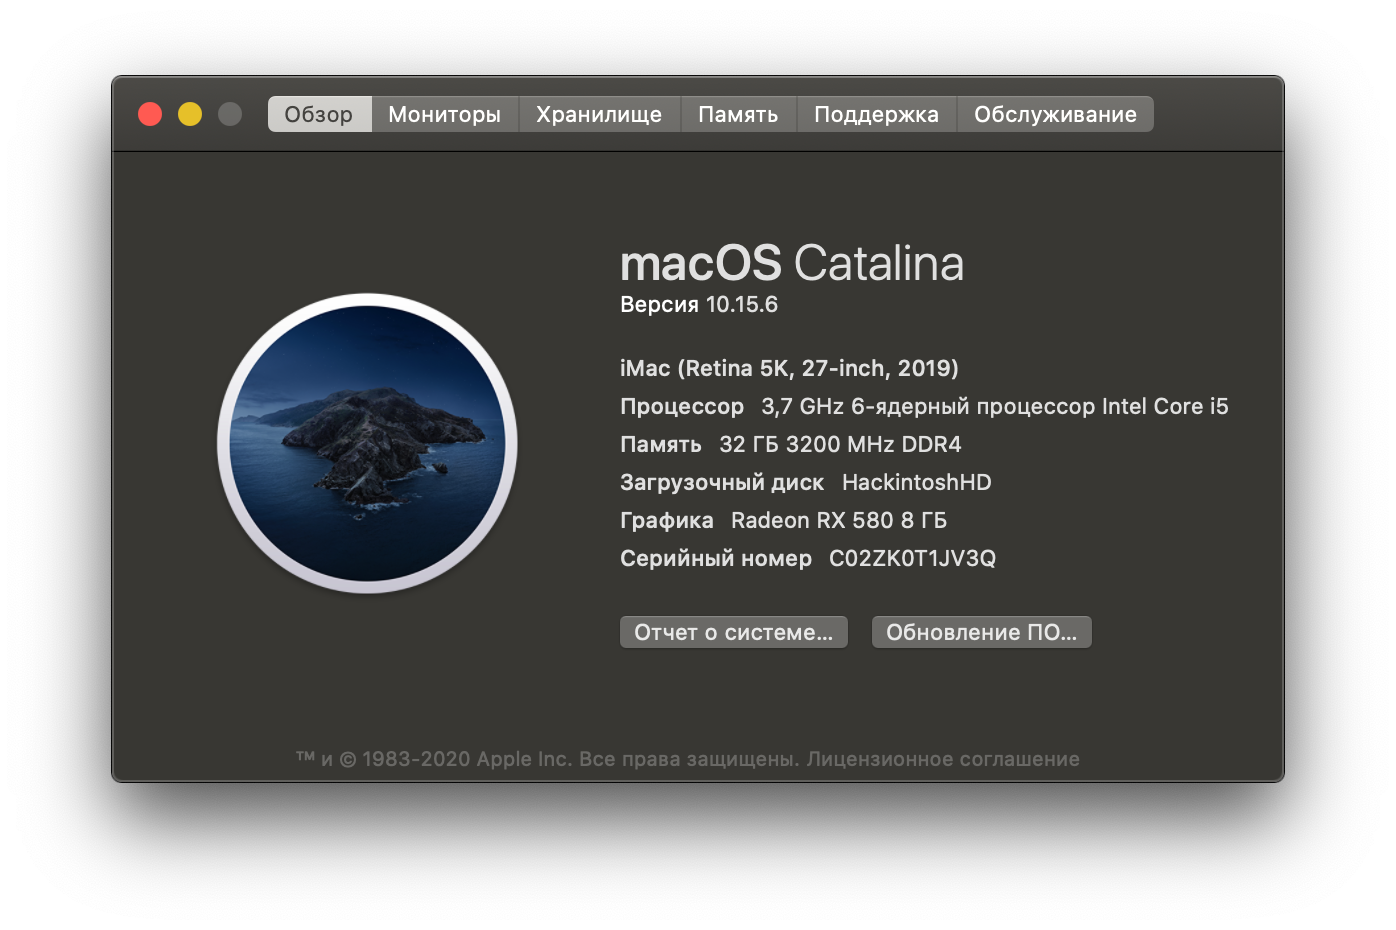 Обзор Мониторы Хранилище Память Поддержка Обслуживание
macOS Catalina
Версия 10.15.6
iMac (Retina 5K, 27-inch, 2019)
Процессор 3,7 GHz 6-ядерный процессор Intel Core i5
Память 32 ГБ 3200 MHz DDR4
Загрузочный диск HackintoshHD
Графика Radeon RX 580 8 ГБ
Серийный номер C02ZK0T1JV3Q
Отчет о системе... Обновление ПО...
™ и © 1983-2020 Apple Inc. Все права защищены. Лицензионное соглашение